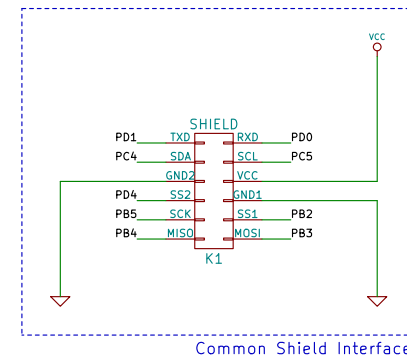 VCC
SHIELD
PD1 TXD RXD PD0
PC4 SDA SCL PC5
GND2 VCC
PD4 SS2 GND1
PB5 SCK SS1 PB2
PB4 MISO MOSI PB3
K1
Common Shield Interface